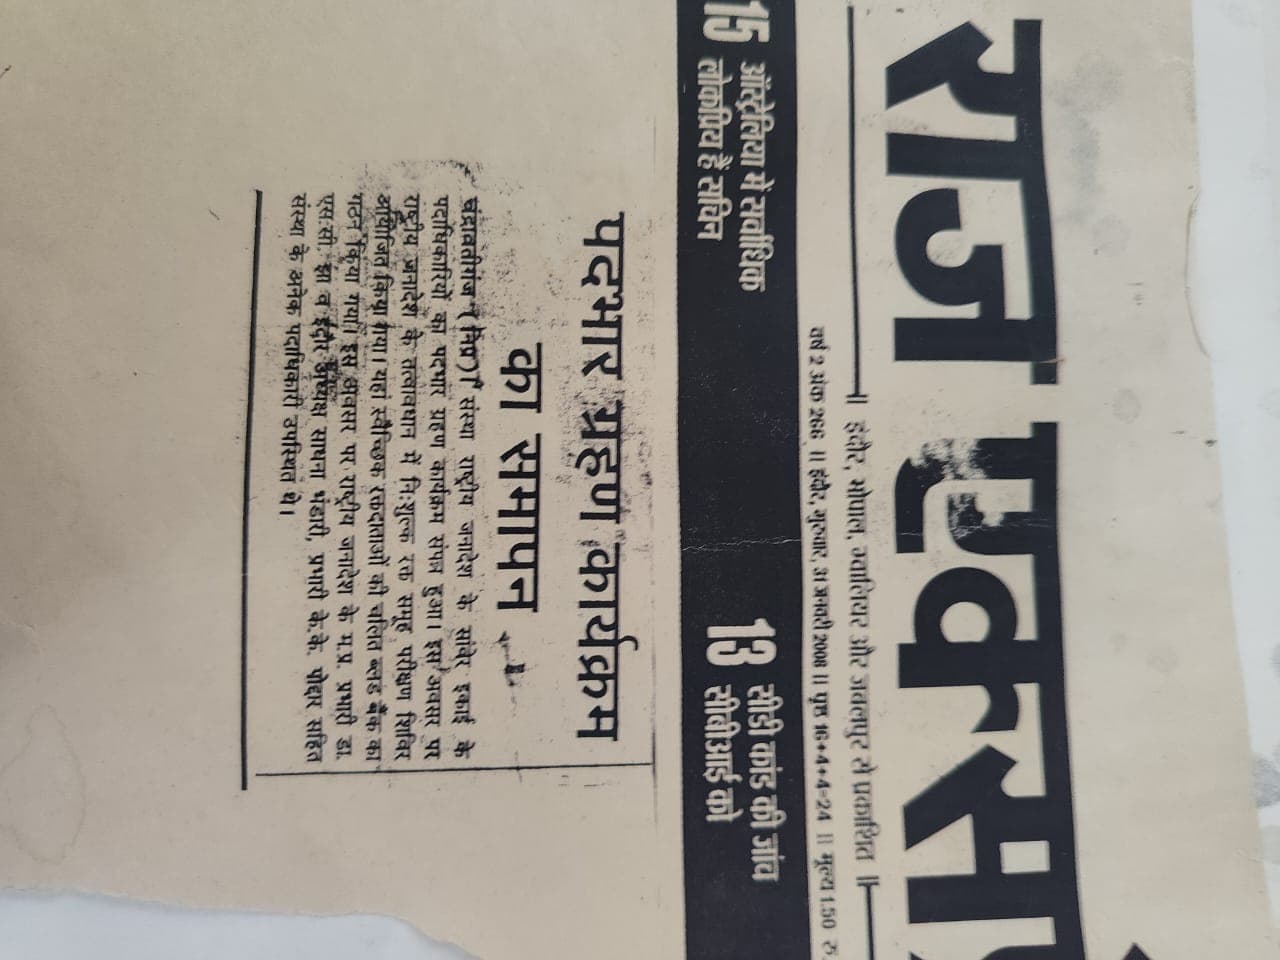 राज एक्सप्रे
॥ इंदौर, भोपाल, ग्वालियर और जबलपुर से प्रकाशित ॥
वर्ष 2 अंक 266 ॥ इंदौर, गुरुवार, 31 जनवरी 2008 ॥ पृष्ठ 16+4+4=24 ॥ मूल्य 1.50 रु.
15 ऑस्ट्रेलिया में सर्वाधिक
लोकप्रिय हैं सचिन
13 सीडी कांड की जांच
सीबीआई को
पदभार ग्रहण कार्यक्रम
का समापन
चंद्रावतीगंज (निप्र)। संस्था राष्ट्रीय जनादेश के सांवेर इकाई के
पदाधिकारियों का पदभार ग्रहण कार्यक्रम संपन्न हुआ। इस अवसर पर
राष्ट्रीय जनादेश के तत्वावधान में नि:शुल्क रक्त समूह परीक्षण शिविर
आयोजित किया गया। यहां स्वैच्छिक रक्तदाताओं की चलित ब्लड बैंक का
गठन किया गया। इस अवसर पर राष्ट्रीय जनादेश के म.प्र. प्रभारी डा.
एस.सी. झा व इंदौर अध्यक्ष साधना भंडारी, प्रभारी के.के. पोद्दार सहित
संस्था के अनेक पदाधिकारी उपस्थित थे।